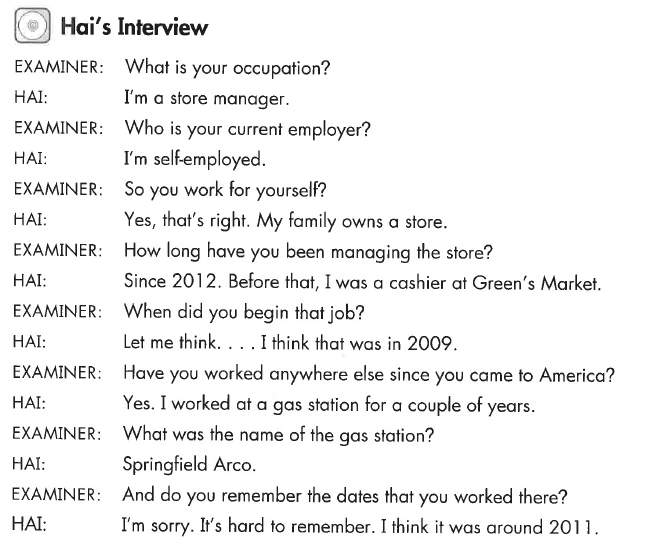 Hai's Interview
EXAMINER: What is your occupation?
HAI: I'm a store manager.
EXAMINER: Who is your current employer?
HAI: I'm self-employed.
EXAMINER: So you work for yourself?
HAI: Yes, that's right. My family owns a store.
EXAMINER: How long have you been managing the store?
HAI: Since 2012. Before that, I was a cashier at Green's Market.
EXAMINER: When did you begin that job?
HAI: Let me think. . . . I think that was in 2009.
EXAMINER: Have you worked anywhere else since you came to America?
HAI: Yes. I worked at a gas station for a couple of years.
EXAMINER: What was the name of the gas station?
HAI: Springfield Arco.
EXAMINER: And do you remember the dates that you worked there?
HAI: I'm sorry. It's hard to remember. I think it was around 2011.